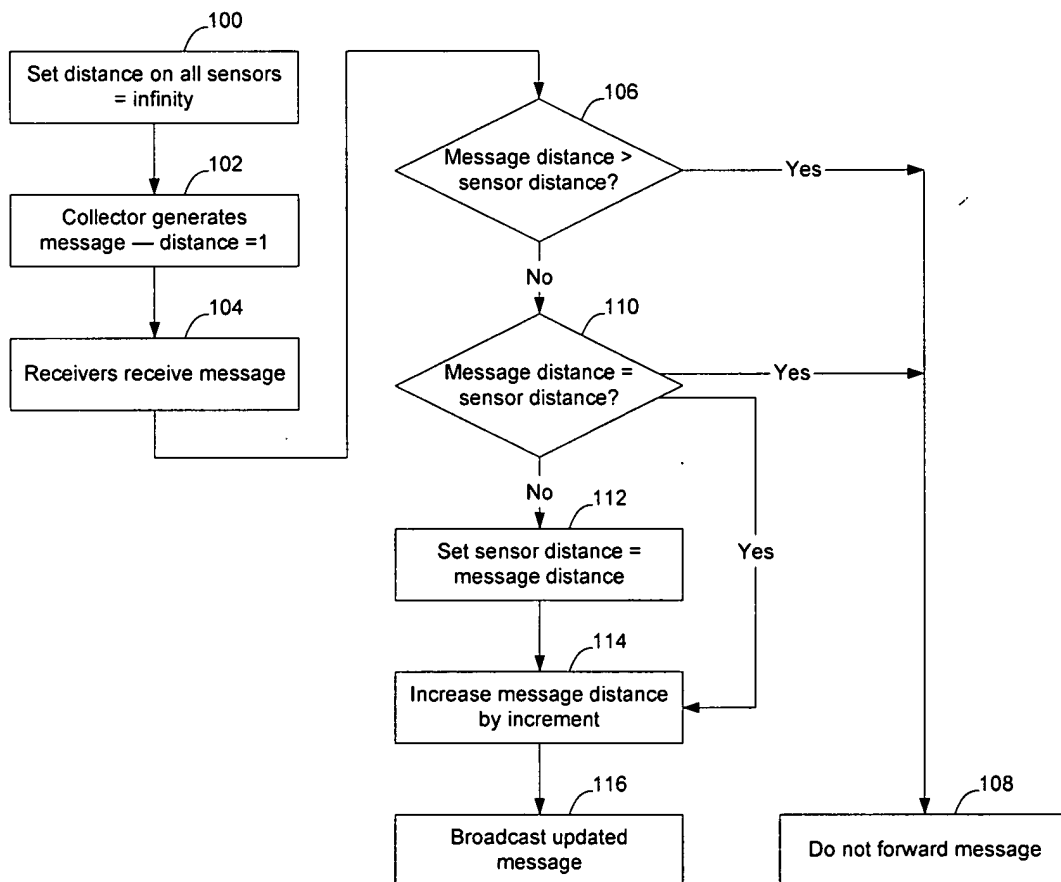 100
Set distance on all sensors
= infinity
102
Collector generates
message — distance =1
104
Receivers receive message
106
Message distance >
sensor distance?
Yes
No
110
Message distance =
sensor distance?
Yes
Yes
No
112
Set sensor distance =
message distance
114
Increase message distance
by increment
116
Broadcast updated
message
108
Do not forward message